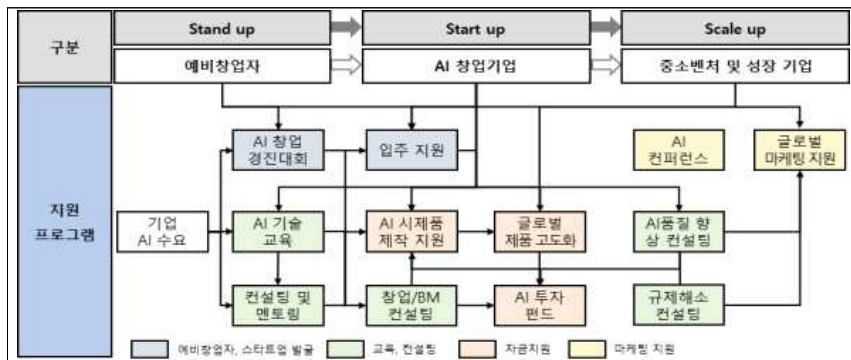 구분
Stand up
Start up
Scale up
예비창업자
AI 창업기업
중소벤처 및 성장 기업
지원
프로그램
AI 창업
경진대회
입주 지원
AI
컨퍼런스
글로벌
마케팅 지원
기업
AI 수요
AI 기술
교육
AI 시제품
제작 지원
글로벌
제품 고도화
AI품질 향
상 컨설팅
컨설팅 및
멘토링
창업/BM
컨설팅
AI 투자
펀드
규제해소
컨설팅
예비창업자, 스타트업 발굴
교육, 컨설팅
자금지원
마케팅 지원